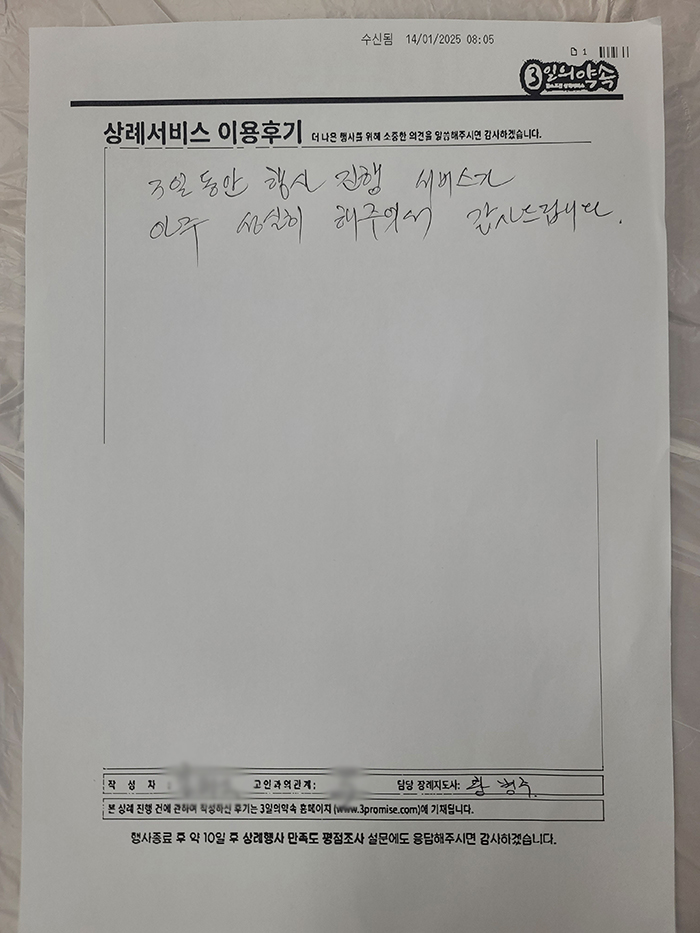 수신됨 14/01/2025 08:05
1
3일의약속
상례서비스 이용후기 더 나은 행사를 위해 소중한 의견을 말씀해주시면 감사하겠습니다.
3일 동안 행사 진행 서비스가
아주 성실히 해주셔서 감사드립니다.
작 성 자 고인과의관계: 담당 장례지도사: 황형주.
본 상례 진행 건에 관하여 작성하신 후기는 3일의약속 홈페이지 (www.3promise.com)에 기재됩니다.
행사종료 후 약 10일 후 상례행사 만족도 평점조사 설문에도 응답해주시면 감사하겠습니다.